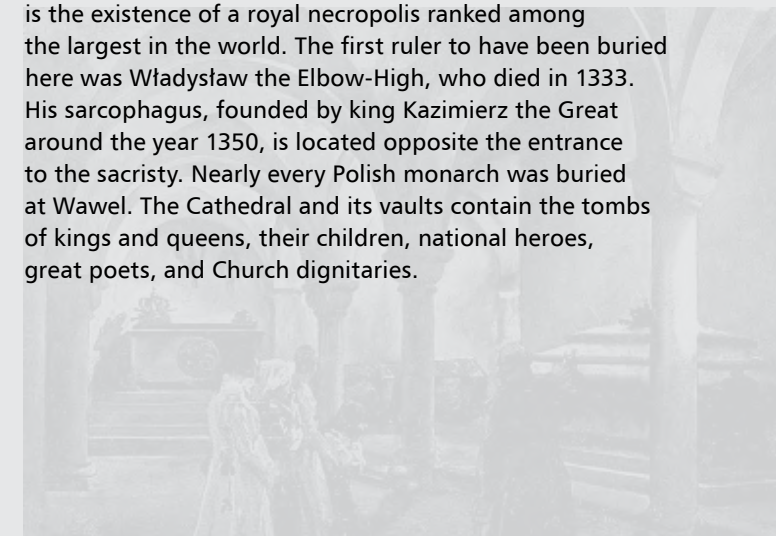 is the existence of a royal necropolis ranked among
the largest in the world. The first ruler to have been buried
here was Władysław the Elbow-High, who died in 1333.
His sarcophagus, founded by king Kazimierz the Great
around the year 1350, is located opposite the entrance
to the sacristy. Nearly every Polish monarch was buried
at Wawel. The Cathedral and its vaults contain the tombs
of kings and queens, their children, national heroes,
great poets, and Church dignitaries.